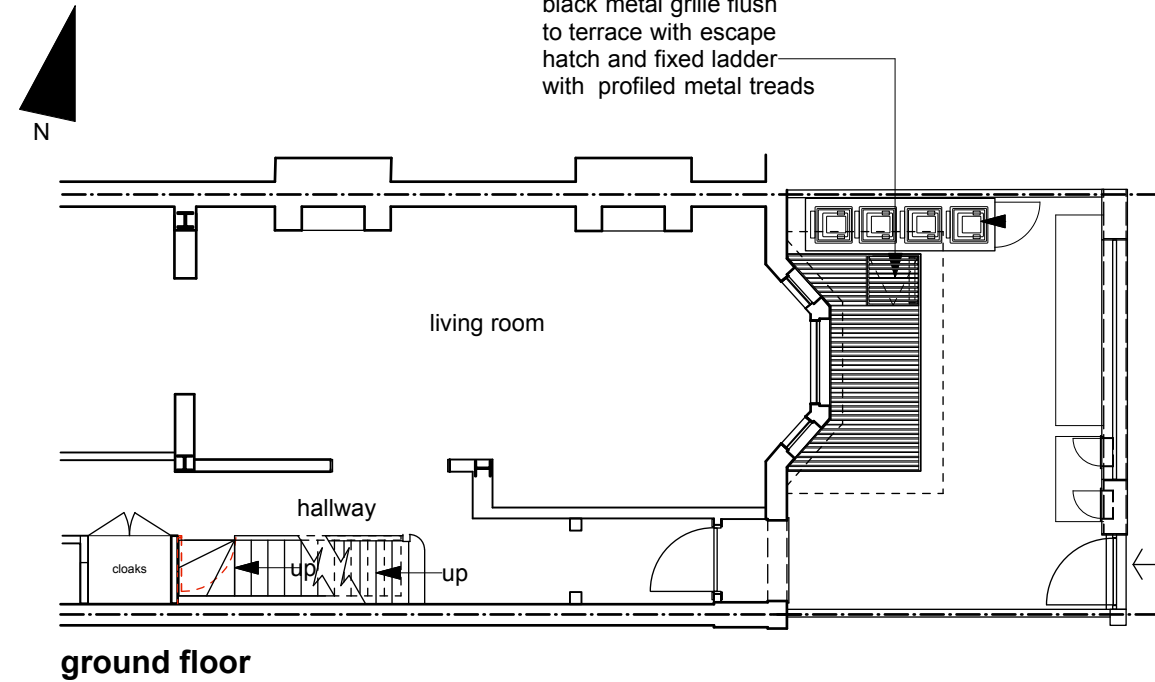 black metal grille flush
to terrace with escape
hatch and fixed ladder
with profiled metal treads
N
living room
hallway
cloaks
up
up
ground floor